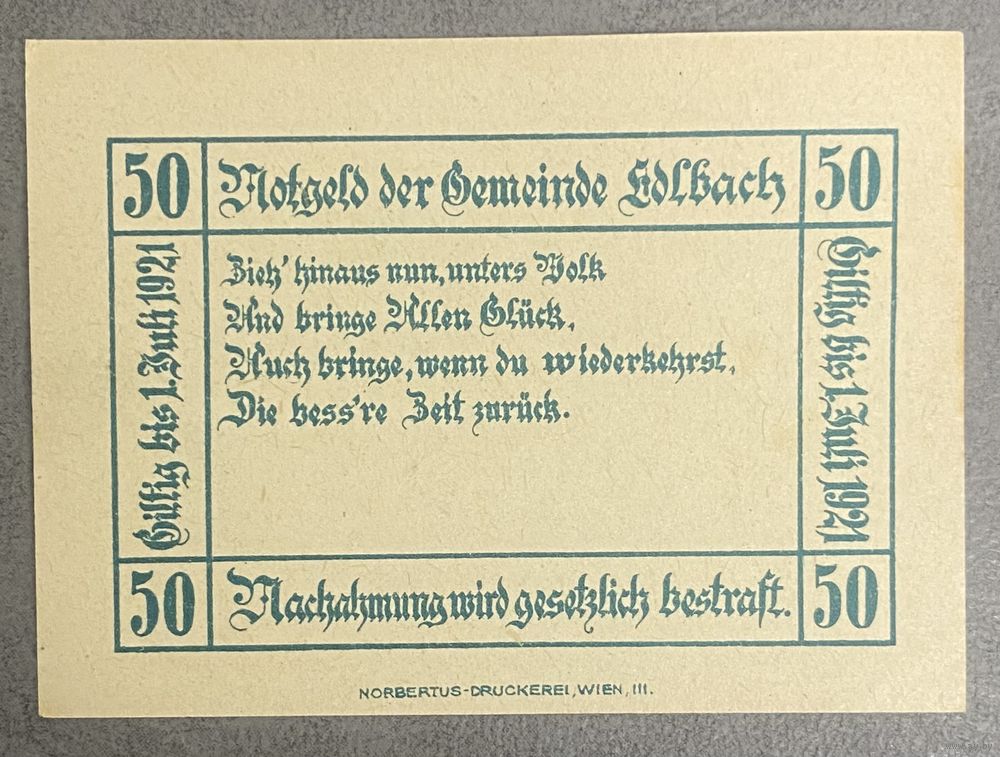 50
Notgeld der Gemeinde Edlbach
50
Giltig bis 1. Juli 1921
Zieh' hinaus nun, unters Volk
Und bringe Allen Glück,
Auch bringe, wenn du wiederkehrst,
Die bess're Zeit zurück.
Giltig bis 1. Juli 1921
50
Nachahmung wird gesetzlich bestraft.
50
NORBERTUS-DRUCKEREI, WIEN, III.